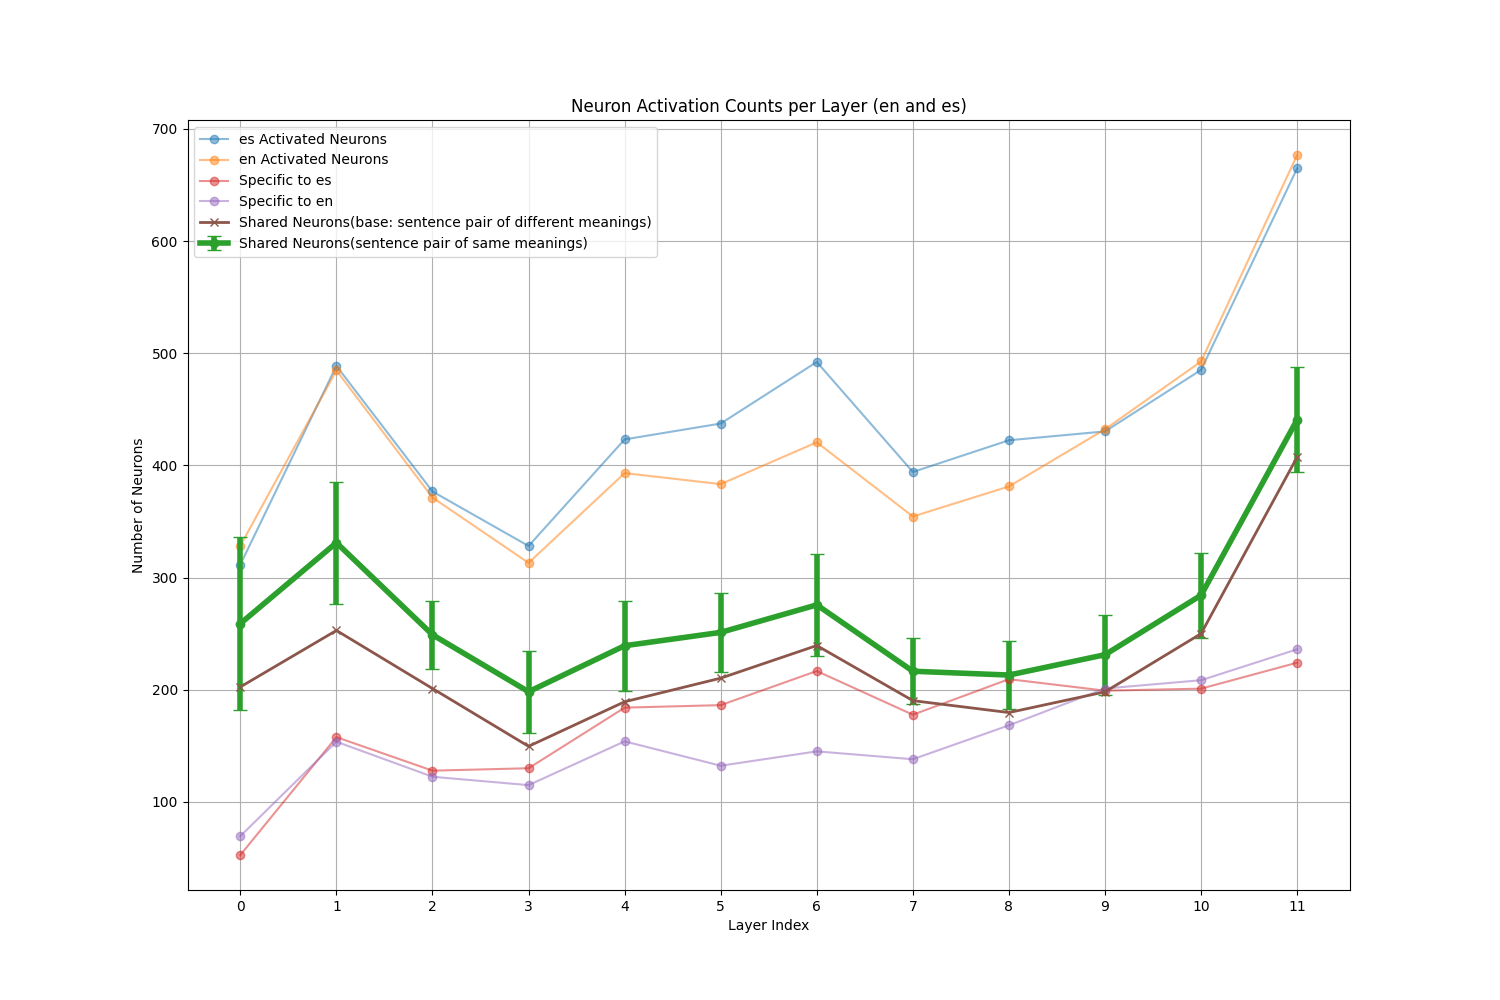 Neuron Activation Counts per Layer (en and es)
es Activated Neurons
en Activated Neurons
Specific to es
Specific to en
Shared Neurons(base: sentence pair of different meanings)
Shared Neurons(sentence pair of same meanings)
700
600
500
400
300
200
100
Number of Neurons
0 1 2 3 4 5 6 7 8 9 10 11
Layer Index